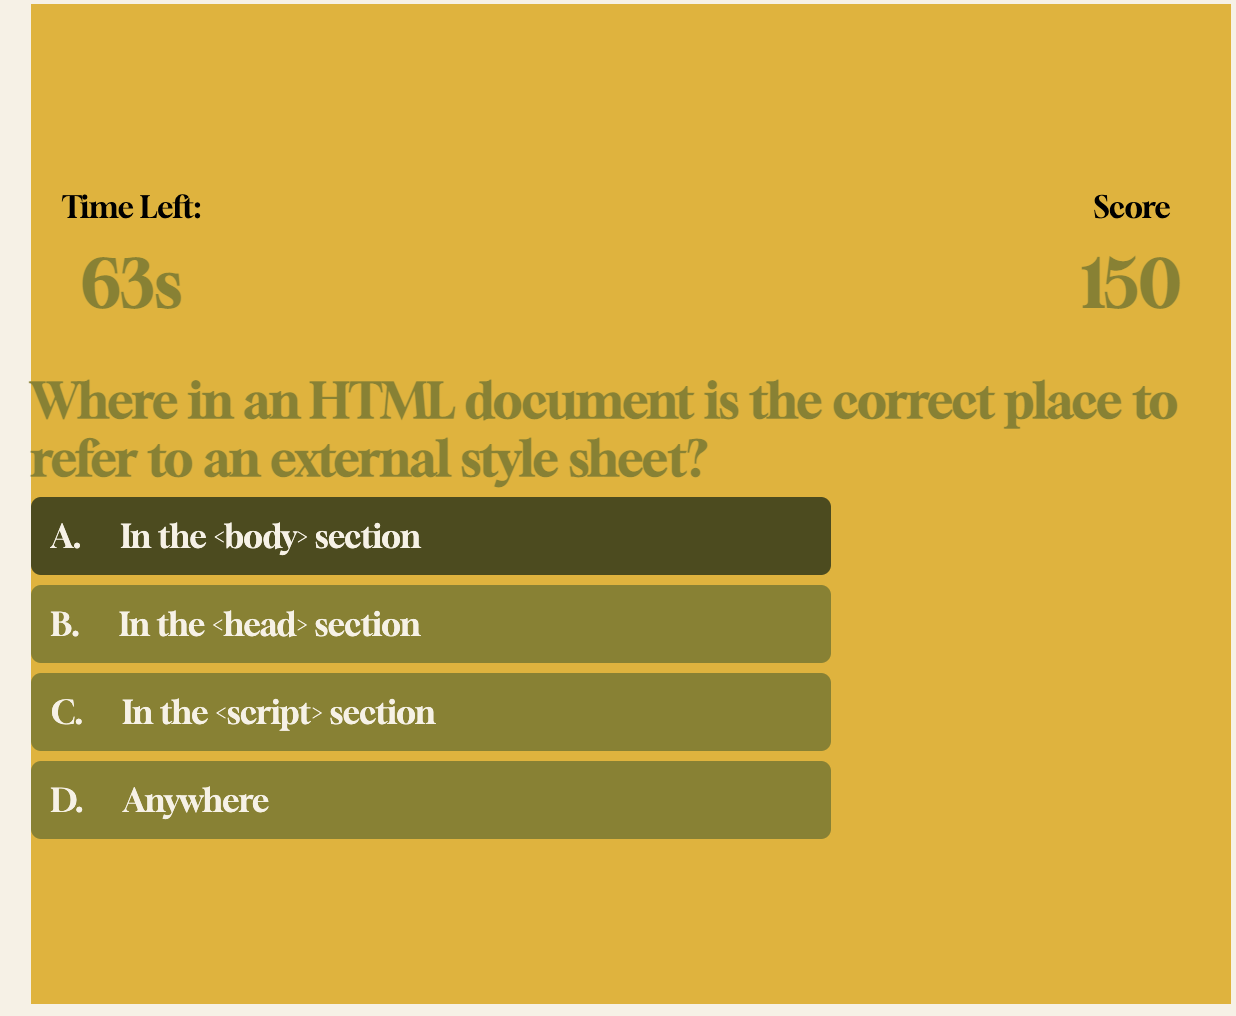 Time Left:
Score
63s
150
Where in an HTML document is the correct place to
refer to an external style sheet?
A. In the <body> section
B. In the <head> section
C. In the <script> section
D. Anywhere